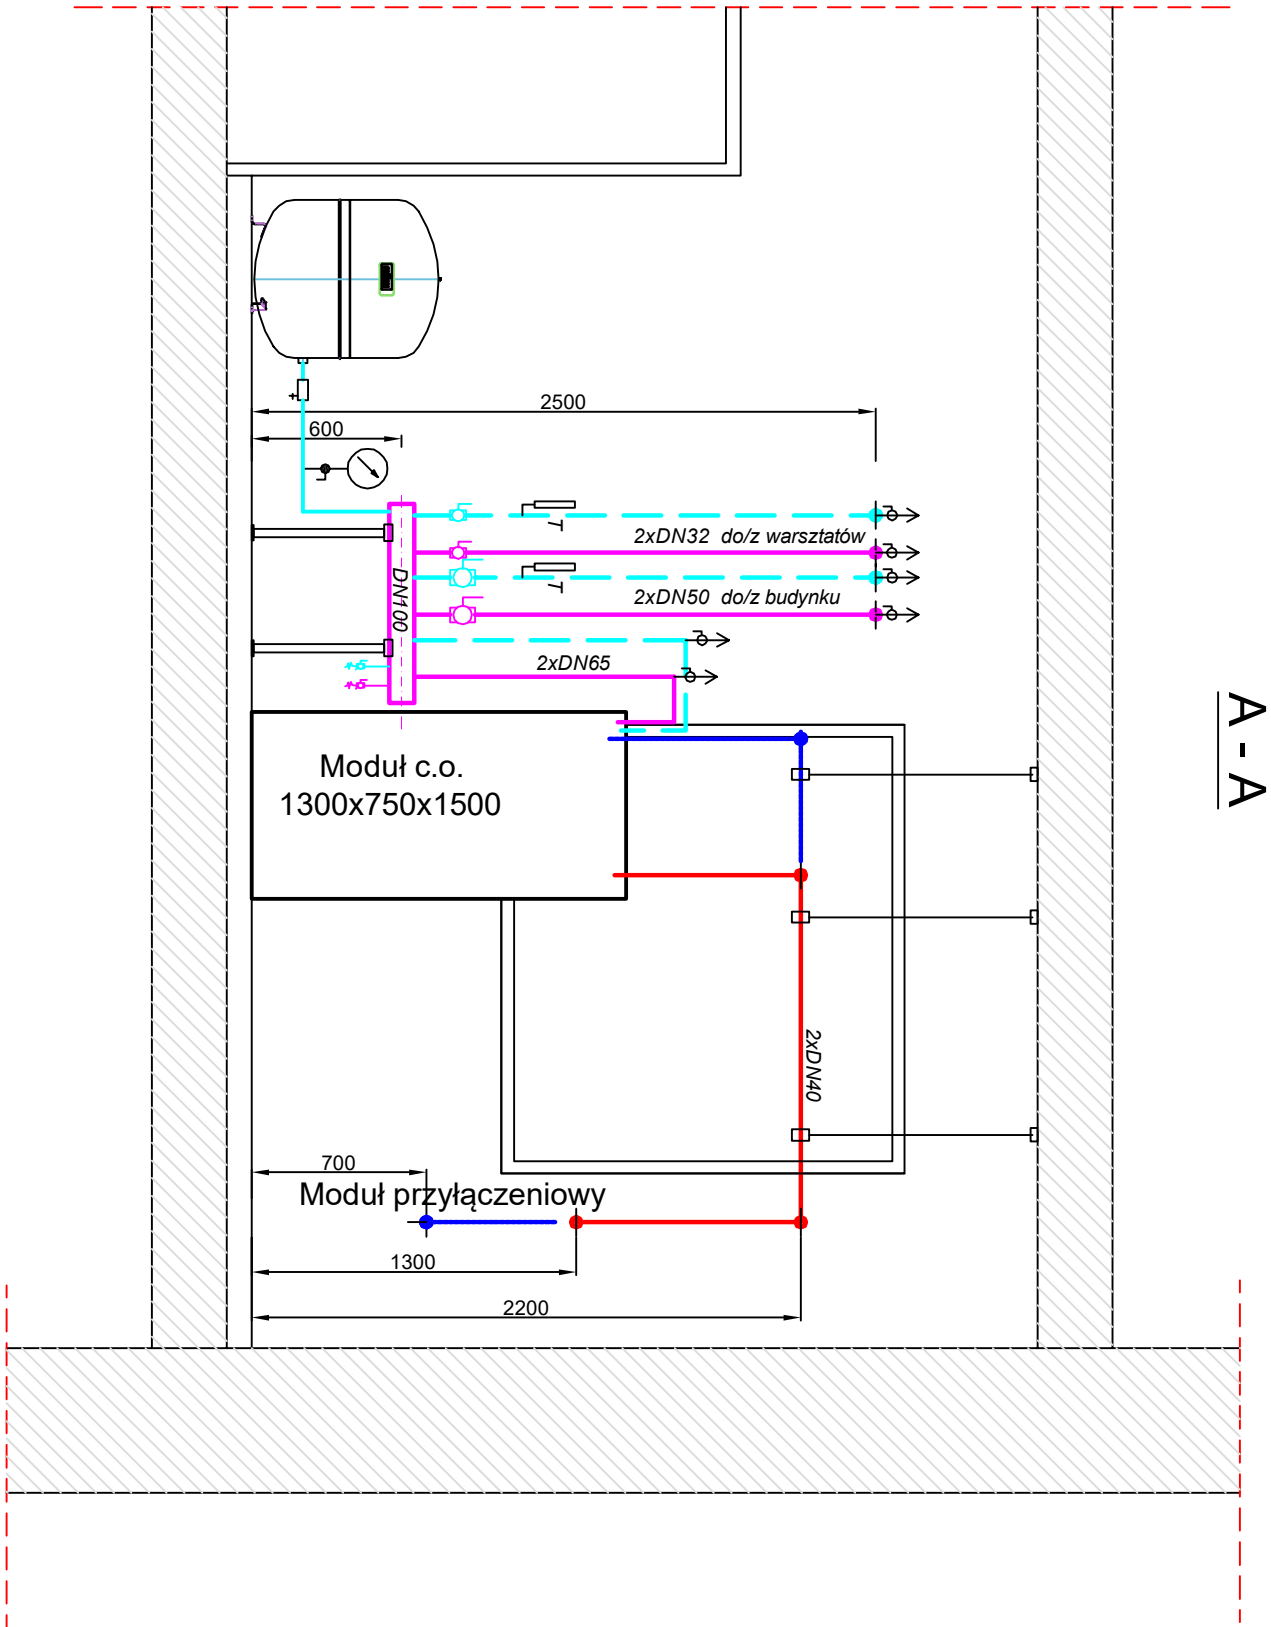 2500
600
T
2xDN32 do/z warsztatów
T
DN100
2xDN50 do/z budynku
2xDN65
A - A
Moduł c.o.
1300x750x1500
2xDN40
700
Moduł przyłączeniowy
1300
2200